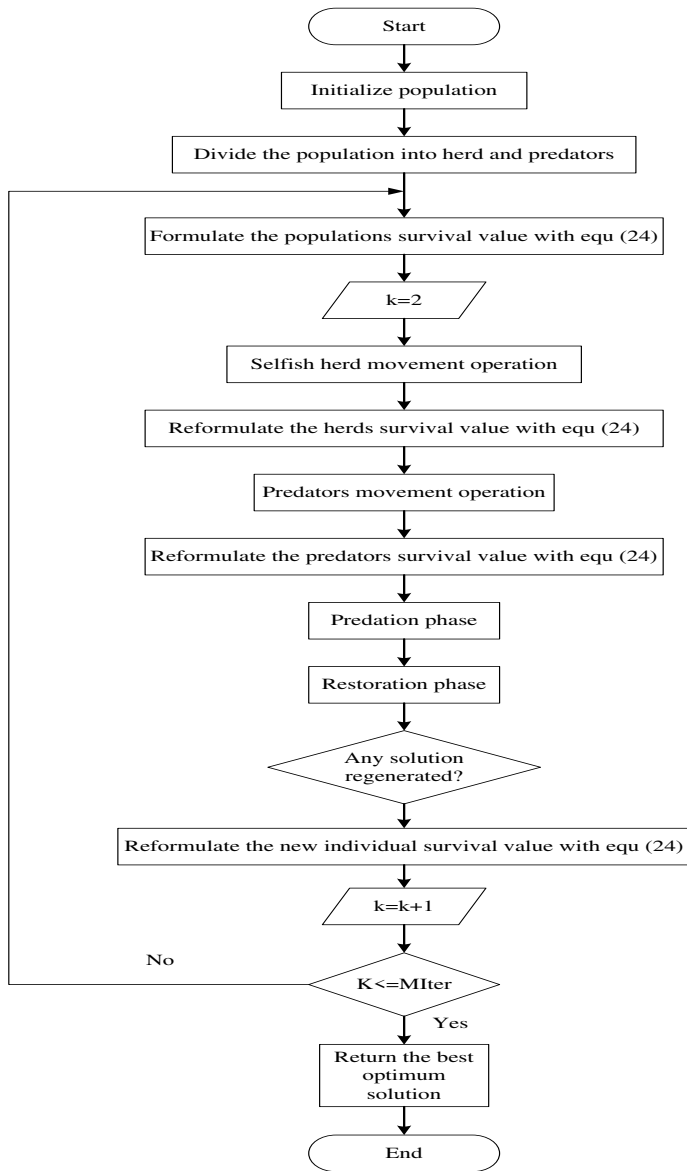 Start
Initialize population
Divide the population into herd and predators
Formulate the populations survival value with equ (24)
k=2
Selfish herd movement operation
Reformulate the herds survival value with equ (24)
Predators movement operation
Reformulate the predators survival value with equ (24)
Predation phase
Restoration phase
Any solution
regenerated?
Reformulate the new individual survival value with equ (24)
k=k+1
No
K<=MIter
Yes
Return the best
optimum
solution
End